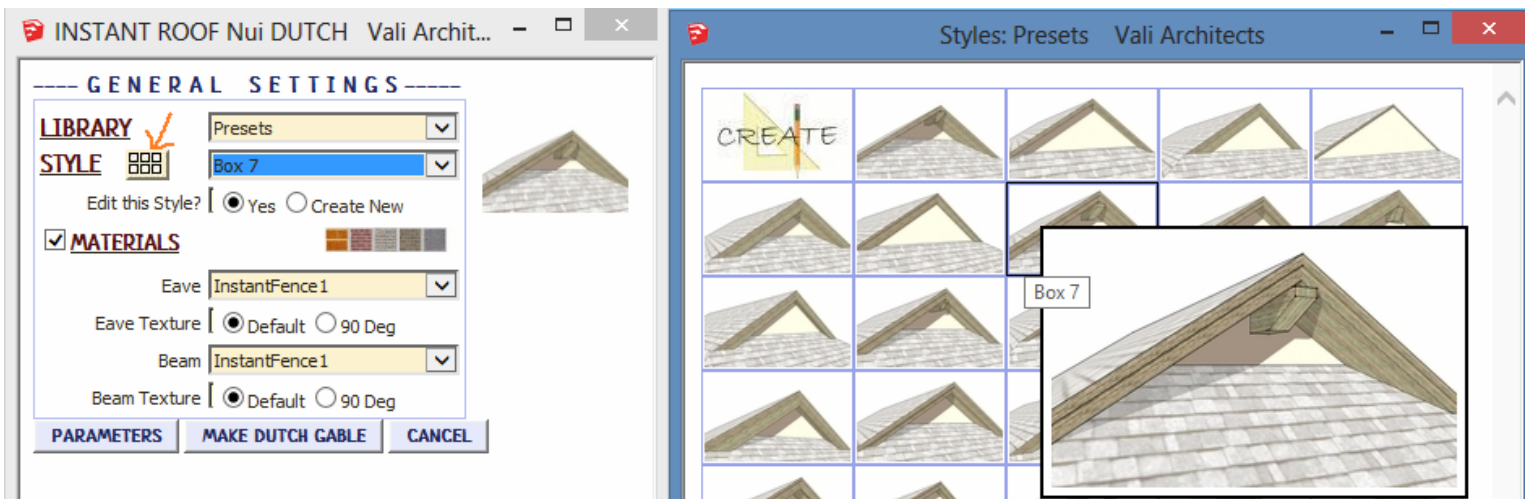 INSTANT ROOF Nui DUTCH Vali Archit...
---- GENERAL SETTINGS-----
LIBRARY Presets
STYLE Box 7
Edit this Style? Yes Create New
MATERIALS
Eave InstantFence1
Eave Texture Default 90 Deg
Beam InstantFence1
Beam Texture Default 90 Deg
PARAMETERS MAKE DUTCH GABLE CANCEL
Styles: Presets Vali Architects
CREATE
Box 7